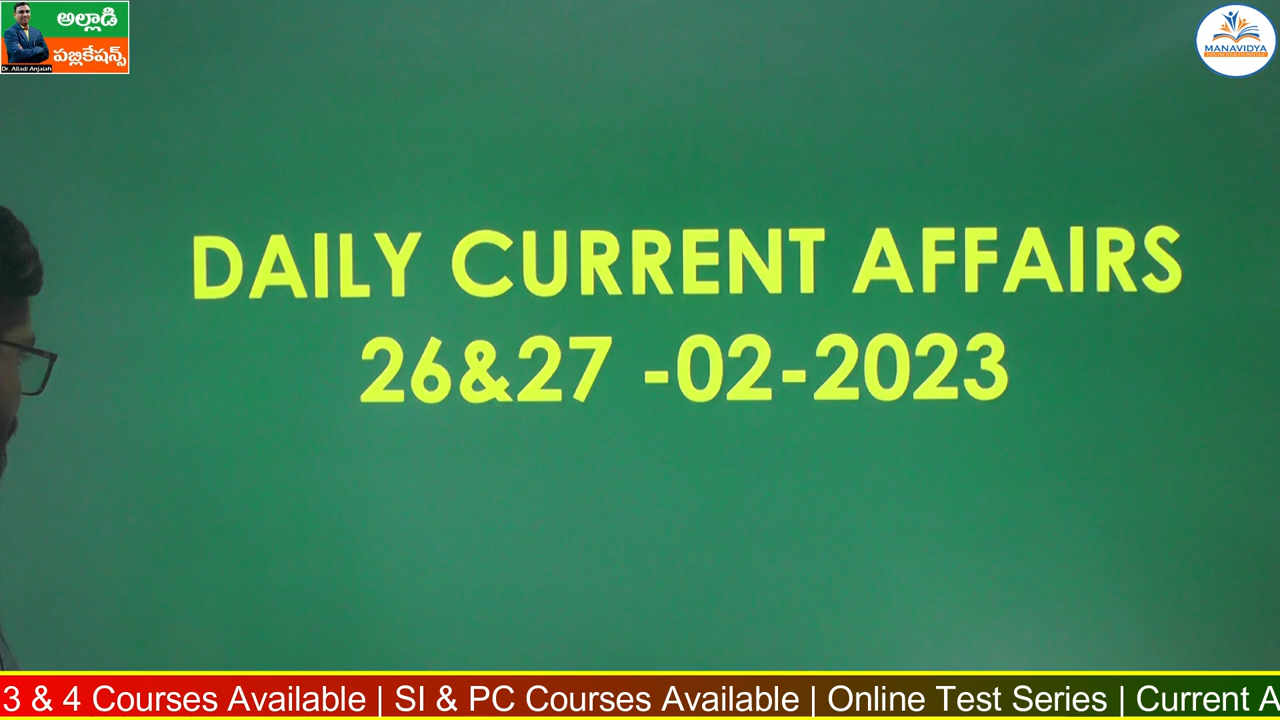 అల్లాడి
పబ్లికేషన్స్
Dr. Alladi Anjaiah
MANAVIDYA
DAILY CURRENT AFFAIRS
26&27 -02-2023
3 & 4 Courses Available | SI & PC Courses Available | Online Test Series | Current A